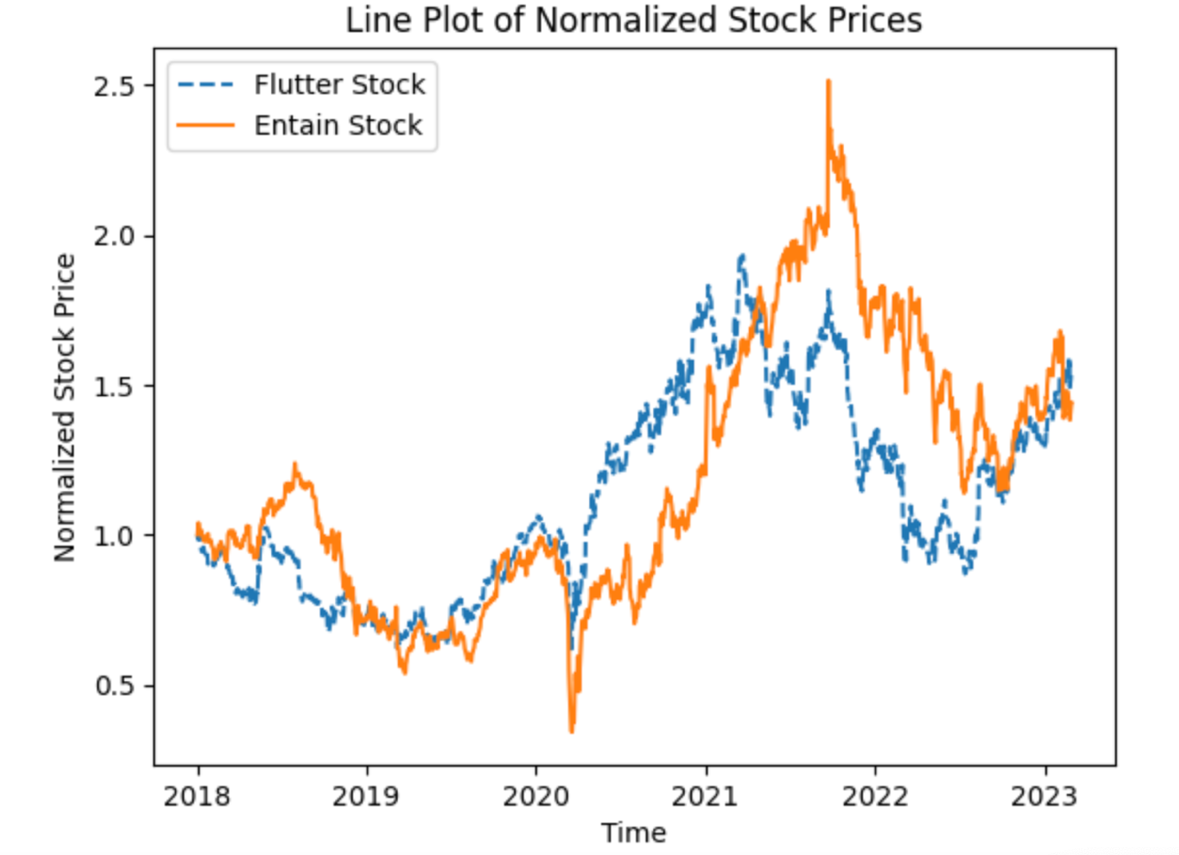 Line Plot of Normalized Stock Prices
Flutter Stock
Entain Stock
Normalized Stock Price
2.5
2.0
1.5
1.0
0.5
2018 2019 2020 2021 2022 2023
Time